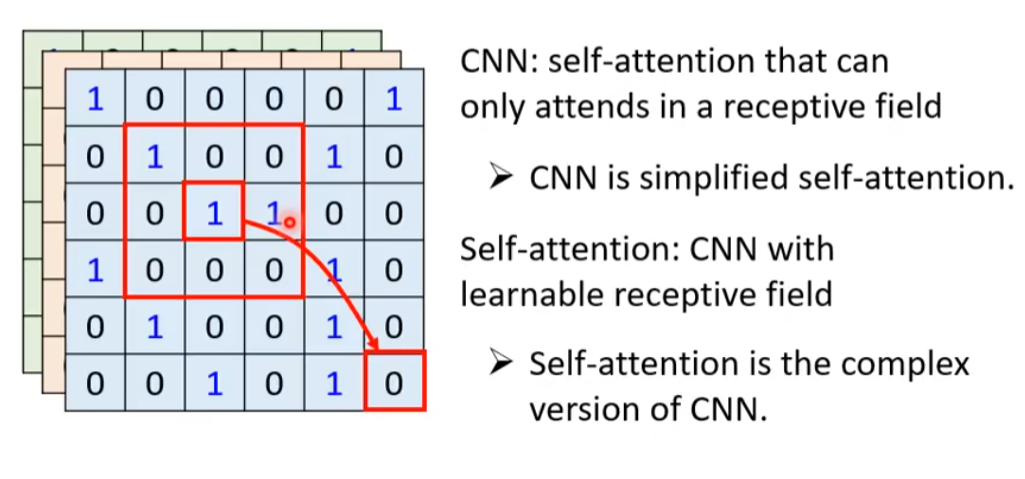 1 0 0 0 0 1
0 1 0 0 1 0
0 0 1 1 0 0
1 0 0 0 1 0
0 1 0 0 1 0
0 0 1 0 1 0
CNN: self-attention that can
only attends in a receptive field
➢ CNN is simplified self-attention.
Self-attention: CNN with
learnable receptive field
➢ Self-attention is the complex
version of CNN.